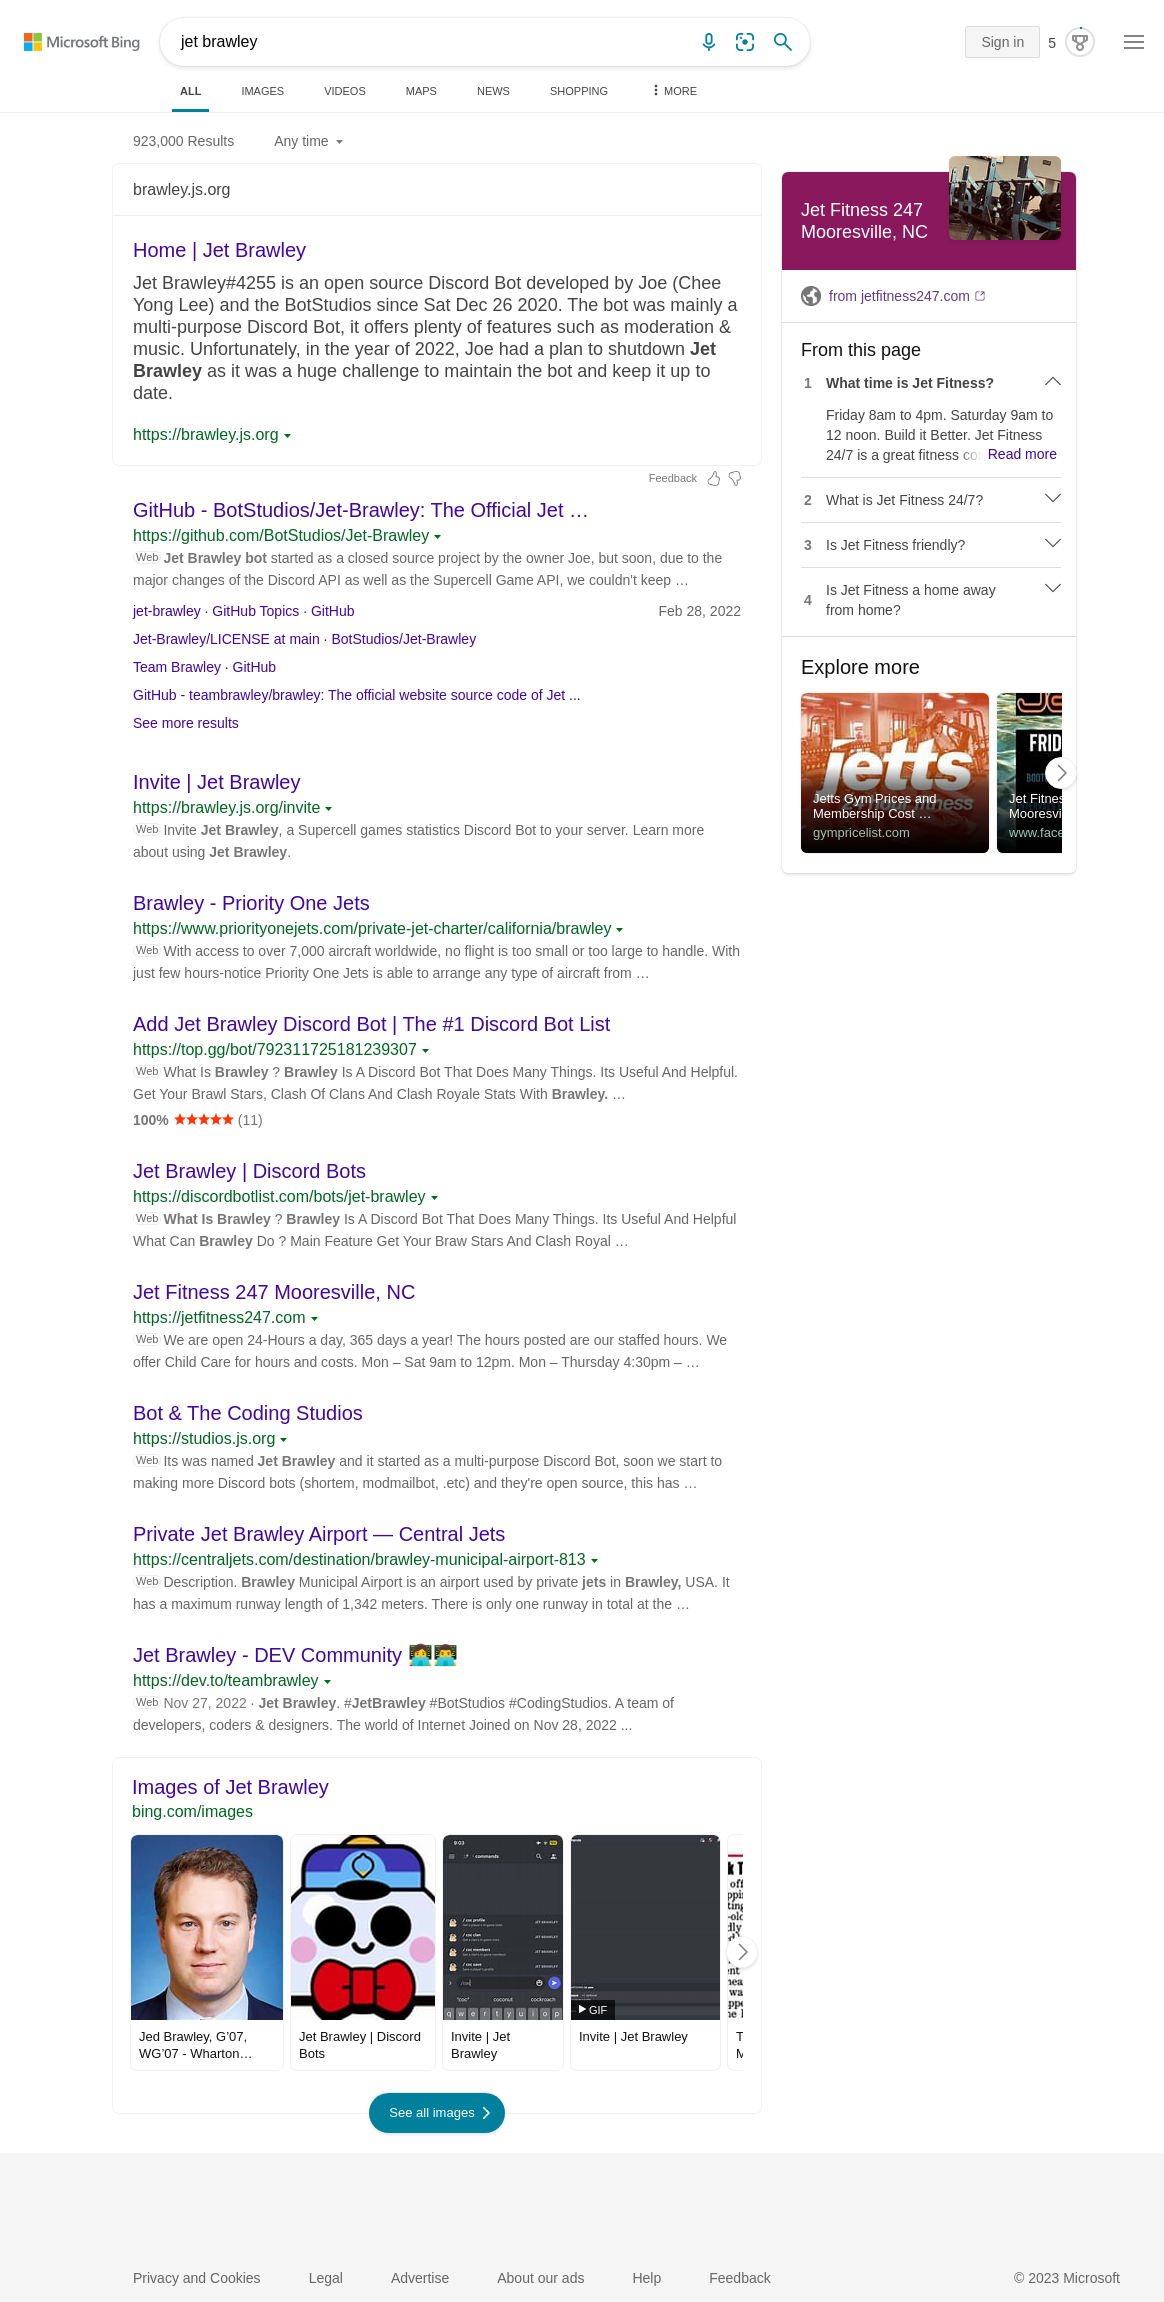 Microsoft Bing
jet brawley
Sign in
5
ALL
IMAGES
VIDEOS
MAPS
NEWS
SHOPPING
MORE
923,000 Results
Any time
brawley.js.org
Home | Jet Brawley
Jet Brawley#4255 is an open source Discord Bot developed by Joe (Chee
Yong Lee) and the BotStudios since Sat Dec 26 2020. The bot was mainly a
multi-purpose Discord Bot, it offers plenty of features such as moderation &
music. Unfortunately, in the year of 2022, Joe had a plan to shutdown Jet
Brawley as it was a huge challenge to maintain the bot and keep it up to
date.
https://brawley.js.org
Feedback
GitHub - BotStudios/Jet-Brawley: The Official Jet …
https://github.com/BotStudios/Jet-Brawley
Web Jet Brawley bot started as a closed source project by the owner Joe, but soon, due to the
major changes of the Discord API as well as the Supercell Game API, we couldn't keep …
jet-brawley · GitHub Topics · GitHub
Feb 28, 2022
Jet-Brawley/LICENSE at main · BotStudios/Jet-Brawley
Team Brawley · GitHub
GitHub - teambrawley/brawley: The official website source code of Jet ...
See more results
Invite | Jet Brawley
https://brawley.js.org/invite
Web Invite Jet Brawley, a Supercell games statistics Discord Bot to your server. Learn more
about using Jet Brawley.
Brawley - Priority One Jets
https://www.priorityonejets.com/private-jet-charter/california/brawley
Web With access to over 7,000 aircraft worldwide, no flight is too small or too large to handle. With
just few hours-notice Priority One Jets is able to arrange any type of aircraft from …
Add Jet Brawley Discord Bot | The #1 Discord Bot List
https://top.gg/bot/792311725181239307
Web What Is Brawley ? Brawley Is A Discord Bot That Does Many Things. Its Useful And Helpful.
Get Your Brawl Stars, Clash Of Clans And Clash Royale Stats With Brawley. …
100% ★★★★★ (11)
Jet Brawley | Discord Bots
https://discordbotlist.com/bots/jet-brawley
Web What Is Brawley ? Brawley Is A Discord Bot That Does Many Things. Its Useful And Helpful
What Can Brawley Do ? Main Feature Get Your Braw Stars And Clash Royal …
Jet Fitness 247 Mooresville, NC
https://jetfitness247.com
Web We are open 24-Hours a day, 365 days a year! The hours posted are our staffed hours. We
offer Child Care for hours and costs. Mon – Sat 9am to 12pm. Mon – Thursday 4:30pm – …
Bot & The Coding Studios
https://studios.js.org
Web Its was named Jet Brawley and it started as a multi-purpose Discord Bot, soon we start to
making more Discord bots (shortem, modmailbot, .etc) and they're open source, this has …
Private Jet Brawley Airport — Central Jets
https://centraljets.com/destination/brawley-municipal-airport-813
Web Description. Brawley Municipal Airport is an airport used by private jets in Brawley, USA. It
has a maximum runway length of 1,342 meters. There is only one runway in total at the …
Jet Brawley - DEV Community 👩‍💻👨‍💻
https://dev.to/teambrawley
Web Nov 27, 2022 · Jet Brawley. #JetBrawley #BotStudios #CodingStudios. A team of
developers, coders & designers. The world of Internet Joined on Nov 28, 2022 ...
Images of Jet Brawley
bing.com/images
9:03
commands
/ coc profile
JET BRAWLEY
/ coc clan
JET BRAWLEY
/ coc members
JET BRAWLEY
/ coc save
JET BRAWLEY
"coc"
coconut
cockroach
q w e r t y u i o p
GIF
Jed Brawley, G'07,
WG'07 - Wharton…
Jet Brawley | Discord
Bots
Invite | Jet
Brawley
Invite | Jet Brawley
See all images
Jet Fitness 247
Mooresville, NC
from jetfitness247.com
From this page
1 What time is Jet Fitness?
Friday 8am to 4pm. Saturday 9am to
12 noon. Build it Better. Jet Fitness
24/7 is a great fitness
Read more
2 What is Jet Fitness 24/7?
3 Is Jet Fitness friendly?
4 Is Jet Fitness a home away
from home?
Explore more
jetts
24 hour fitness
Jetts Gym Prices and
Membership Cost …
gympricelist.com
FRID
Jet Fitnes
Mooresvi
www.face
Privacy and Cookies
Legal
Advertise
About our ads
Help
Feedback
© 2023 Microsoft